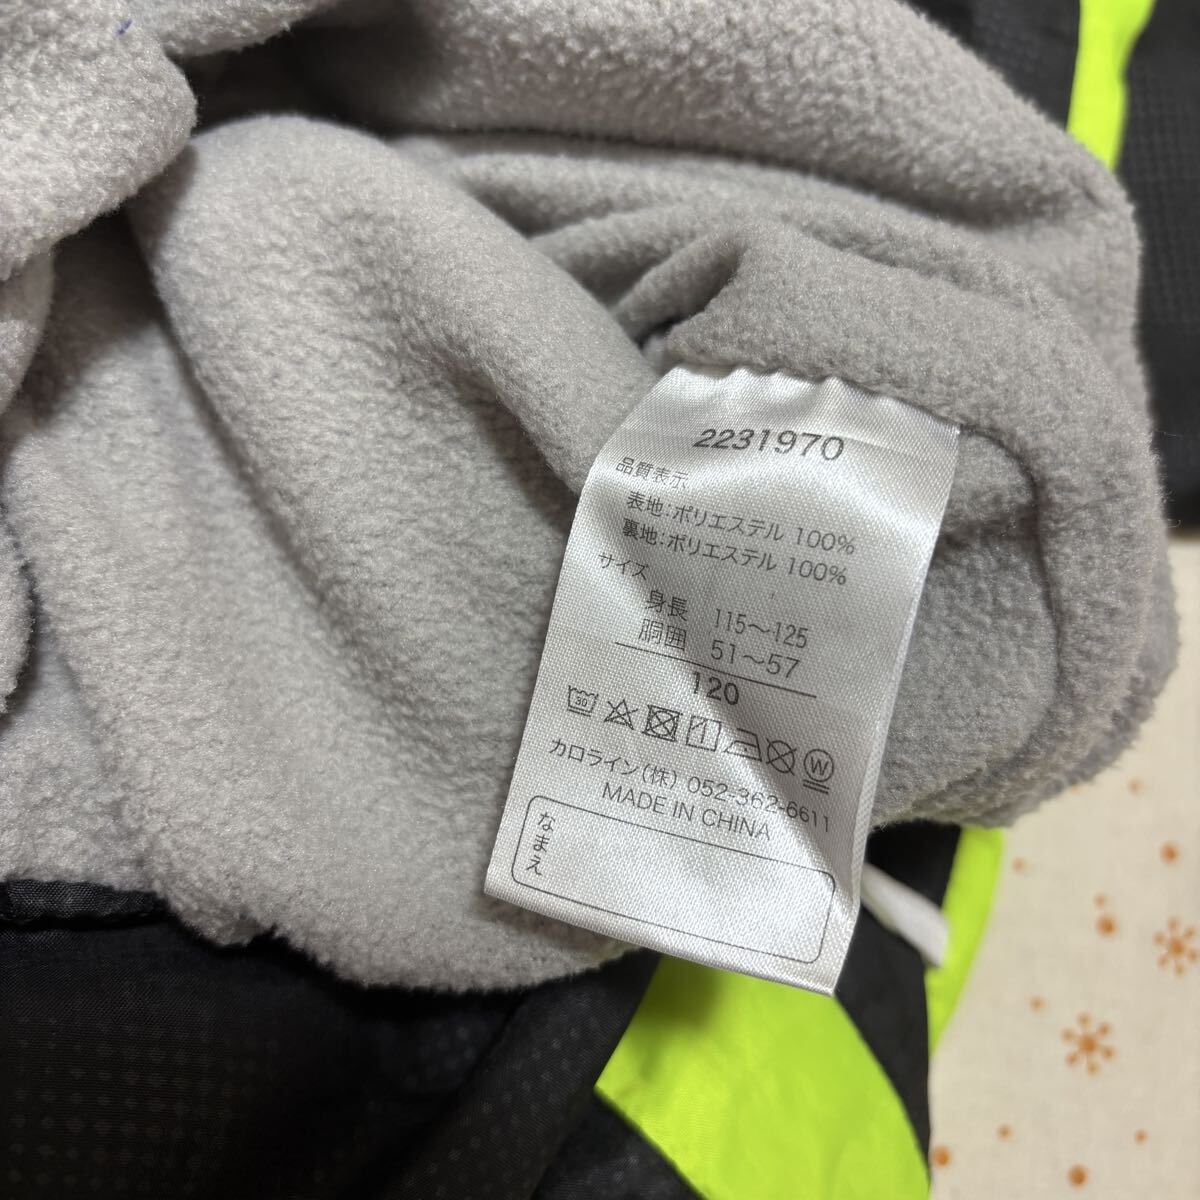 2231970
品質表示
表地:ポリエステル 100%
裏地:ポリエステル 100%
サイズ
身長 115〜125
胴囲 51〜57
120
30 W
カロライン(株) 052-362-6611
MADE IN CHINA
なまえ